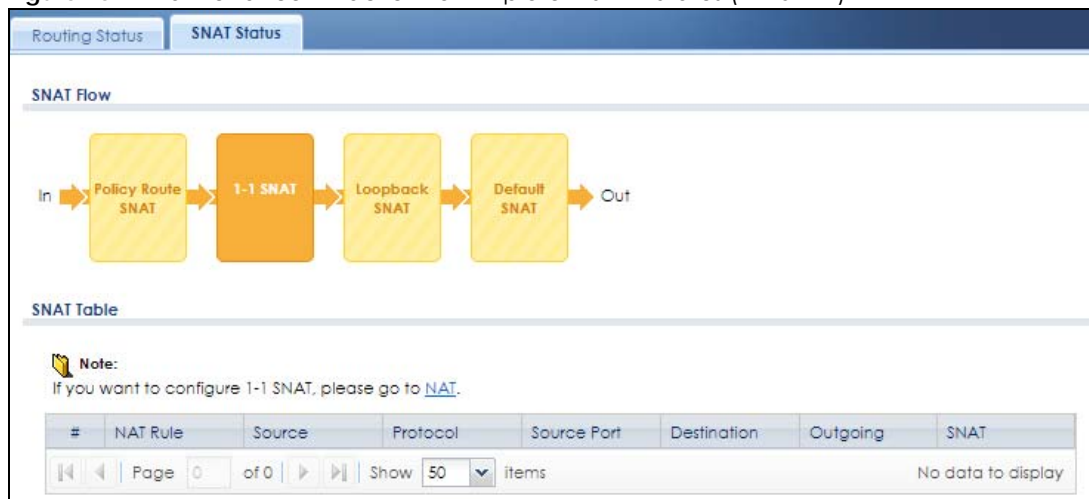 Routing Status SNAT Status
SNAT Flow
In Policy Route SNAT 1-1 SNAT Loopback SNAT Default SNAT Out
SNAT Table
Note:
If you want to configure 1-1 SNAT, please go to NAT.
# NAT Rule Source Protocol Source Port Destination Outgoing SNAT
Page 0 of 0 Show 50 items No data to display